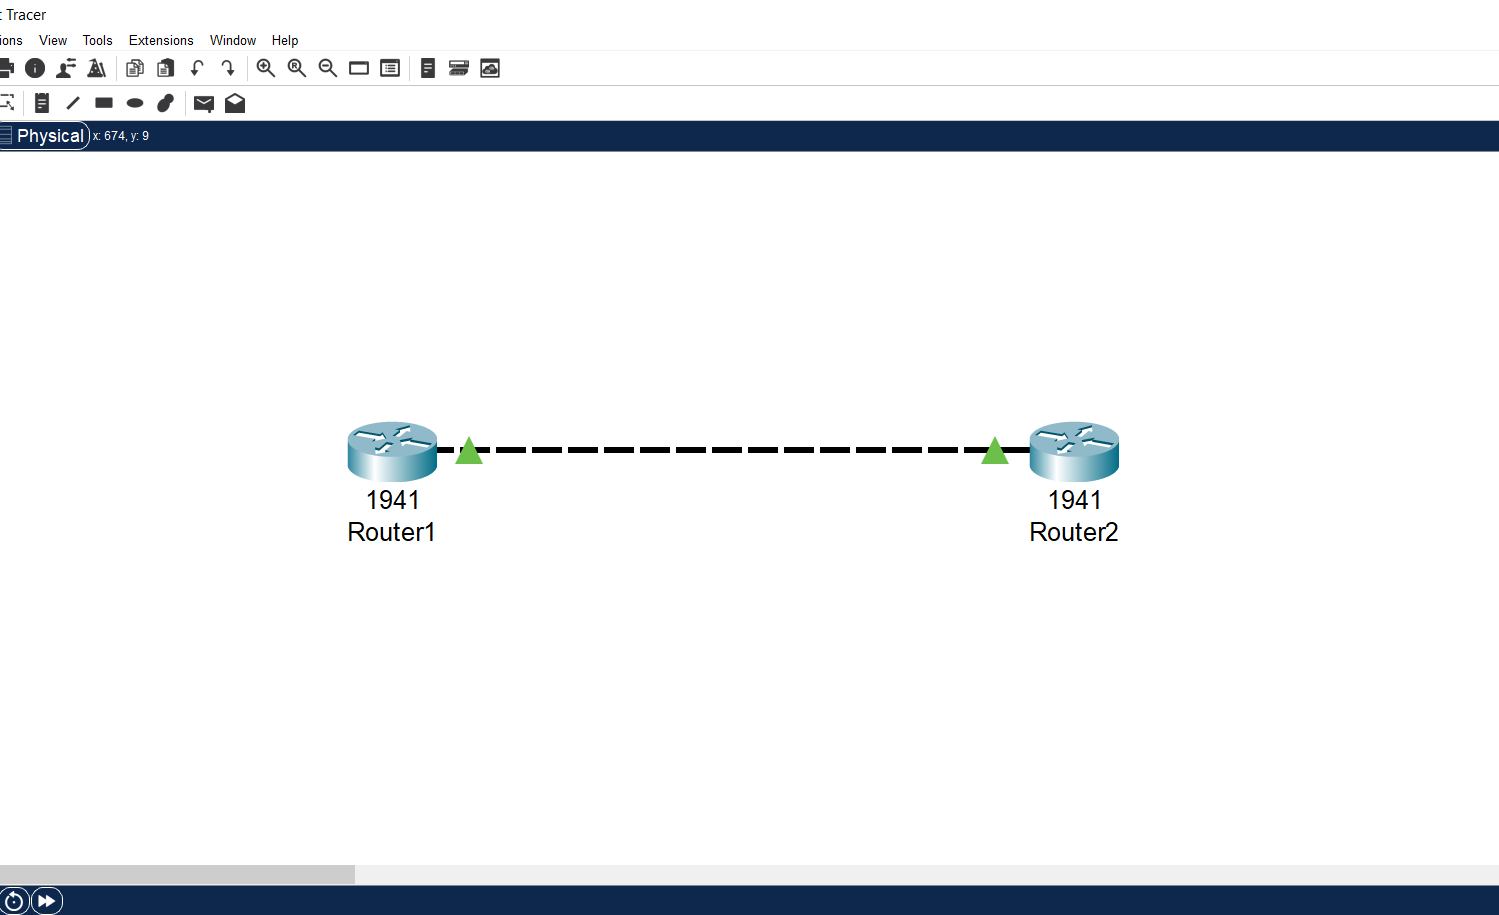 t Tracer
ions View Tools Extensions Window Help
Physical x: 674, y: 9
1941
Router1
1941
Router2